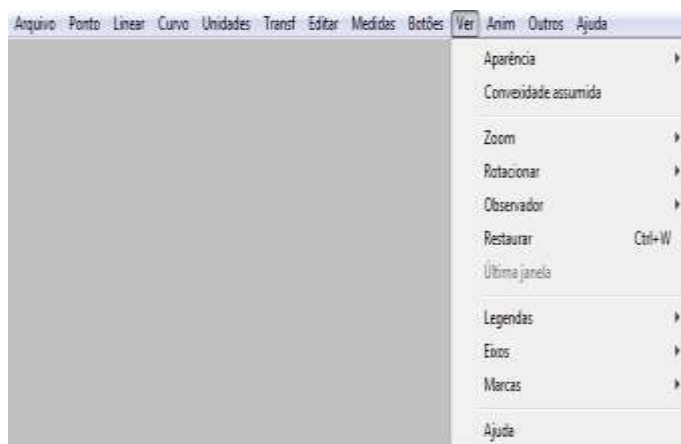 Arquivo Ponto Linear Curvo Unidades Transf Editar Medidas Botões Ver Anim Outros Ajuda
Aparência
Convexidade assumida
Zoom
Rotacionar
Observador
Restaurar Ctrl+W
Última janela
Legendas
Eixos
Marcas
Ajuda